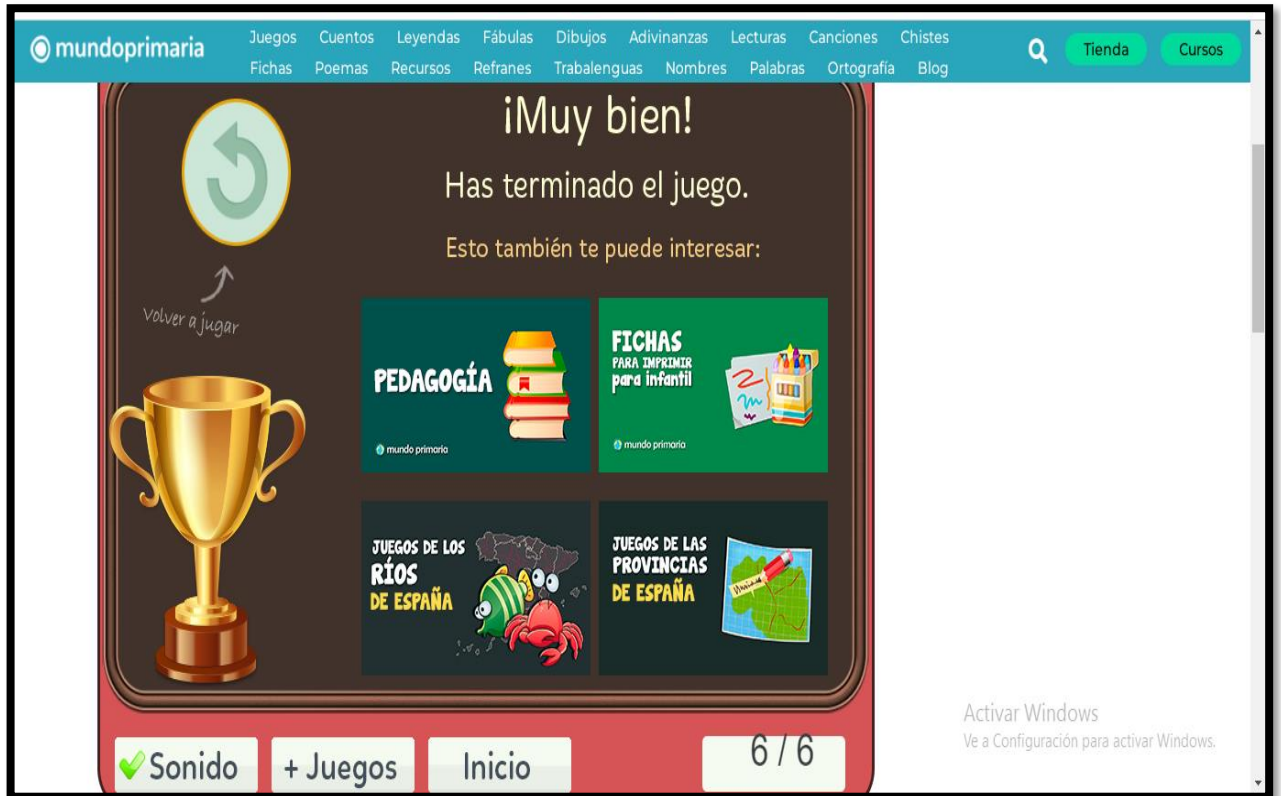 mundoprimaria
Juegos Cuentos Leyendas Fábulas Dibujos Adivinanzas Lecturas Canciones Chistes
Fichas Poemas Recursos Refranes Trabalenguas Nombres Palabras Ortografía Blog
Tienda Cursos
¡Muy bien!
Has terminado el juego.
Esto también te puede interesar:
Volver a jugar
PEDAGOGÍA
mundo primaria
FICHAS
PARA IMPRIMIR
para infantil
mundo primaria
JUEGOS DE LOS
RÍOS
DE ESPAÑA
JUEGOS DE LAS
PROVINCIAS
DE ESPAÑA
Activar Windows
Ve a Configuración para activar Windows.
Sonido + Juegos Inicio 6 / 6